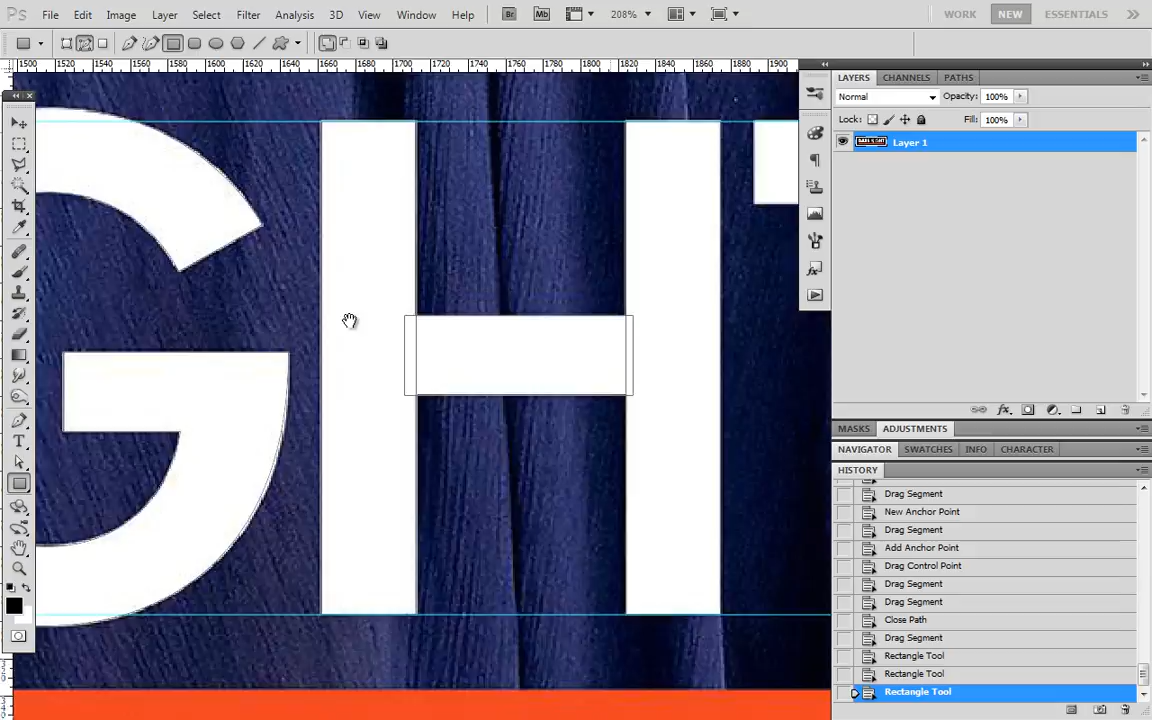 Ps File Edit Image Layer Select Filter Analysis 3D View Window Help Br Mb 208% WORK NEW ESSENTIALS
1500 1520 1540 1560 1580 1600 1620 1640 1660 1680 1700 1720 1740 1760 1780 1800 1820 1840 1860 1880 1900
LAYERS CHANNELS PATHS
Normal Opacity: 100%
Lock: Fill: 100%
Layer 1
GHT
MASKS ADJUSTMENTS
NAVIGATOR SWATCHES INFO CHARACTER
HISTORY
Drag Segment
New Anchor Point
Drag Segment
Add Anchor Point
Drag Control Point
Drag Segment
Drag Segment
Close Path
Drag Segment
Rectangle Tool
Rectangle Tool
Rectangle Tool